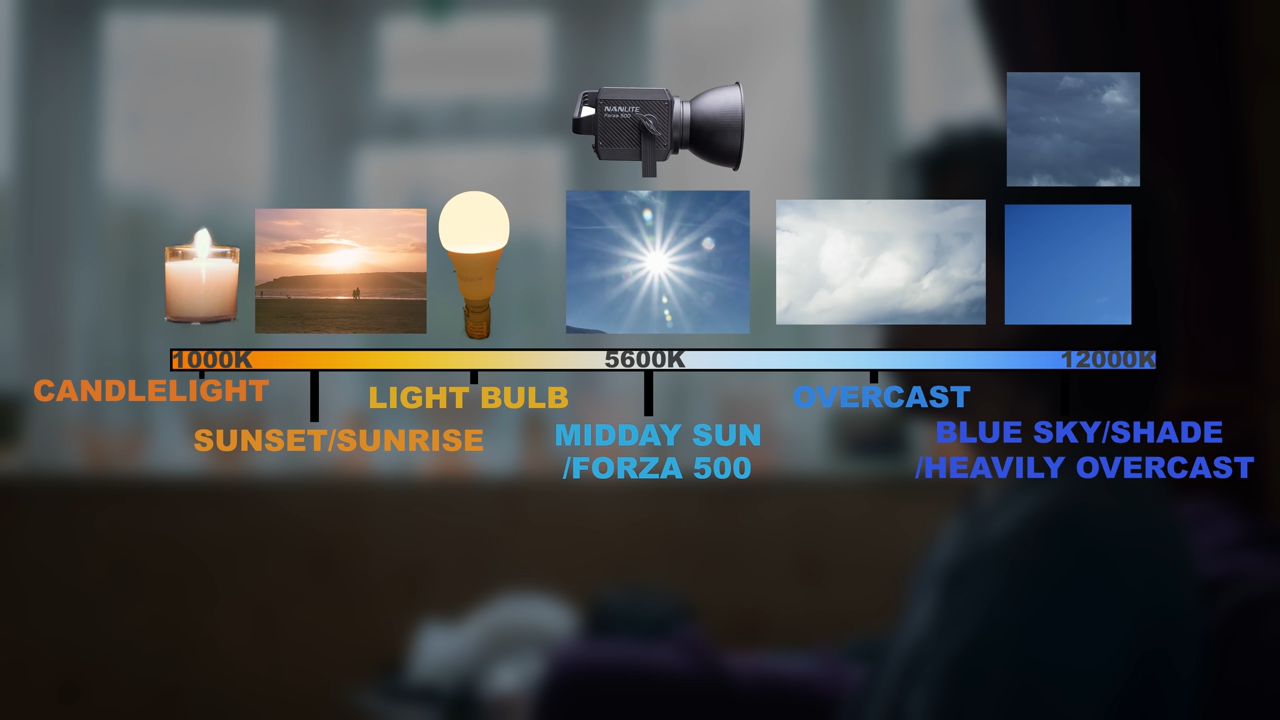 NANLITE
Forza 500
1000K
5600K
12000K
CANDLELIGHT
SUNSET/SUNRISE
LIGHT BULB
MIDDAY SUN
/FORZA 500
OVERCAST
BLUE SKY/SHADE
/HEAVILY OVERCAST